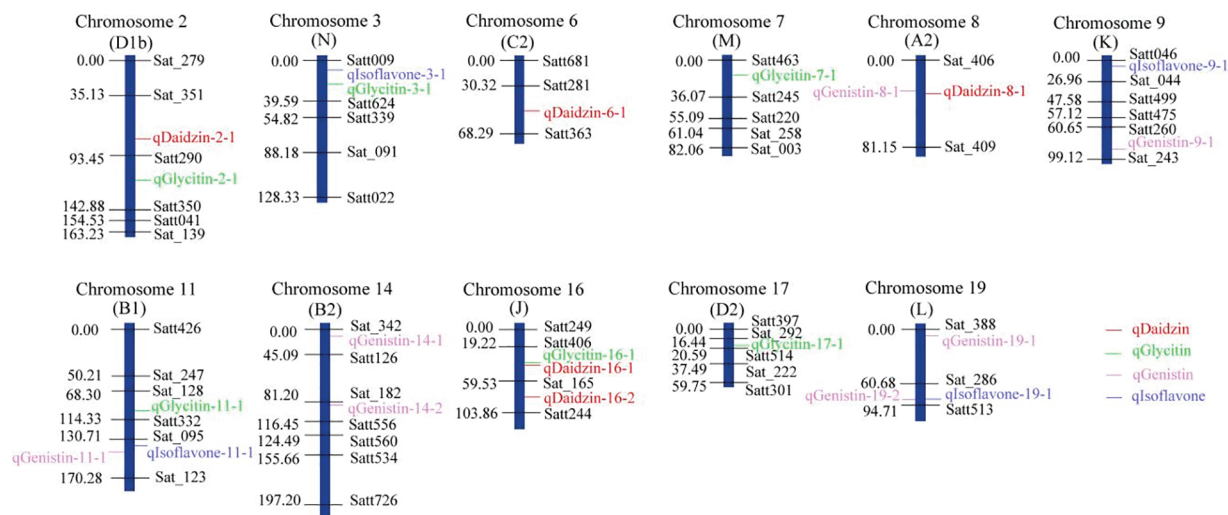 Chromosome 2
(D1b)
0.00 Sat_279
35.13 Sat_351
qDaidzin-2-1
93.45 Satt290
qGlycitin-2-1
142.88 Satt350
154.53 Satt041
163.23 Sat_139
Chromosome 3
(N)
0.00 Satt009
qIsoflavone-3-1
qGlycitin-3-1
39.59 Satt624
54.82 Satt339
88.18 Sat_091
128.33 Satt022
Chromosome 6
(C2)
0.00 Satt681
30.32 Satt281
qDaidzin-6-1
68.29 Satt363
Chromosome 7
(M)
0.00 Satt463
qGlycitin-7-1
36.07 Satt245
55.09 Satt220
61.04 Sat_258
82.06 Sat_003
Chromosome 8
(A2)
0.00 Sat_406
qGenistin-8-1 qDaidzin-8-1
81.15 Sat_409
Chromosome 9
(K)
0.00 Satt046
qIsoflavone-9-1
26.96 Sat_044
47.58 Satt499
57.12 Satt475
60.65 Satt260
qGenistin-9-1
99.12 Sat_243
Chromosome 11
(B1)
0.00 Satt426
50.21 Sat_247
68.30 Sat_128
qGlycitin-11-1
114.33 Satt332
130.71 Sat_095
qGenistin-11-1 qIsoflavone-11-1
170.28 Sat_123
Chromosome 14
(B2)
0.00 Sat_342
qGenistin-14-1
45.09 Satt126
81.20 Sat_182
qGenistin-14-2
116.45 Satt556
124.49 Satt560
155.66 Satt534
197.20 Satt726
Chromosome 16
(J)
0.00 Satt249
19.22 Satt406
qGlycitin-16-1
qDaidzin-16-1
59.53 Sat_165
qDaidzin-16-2
103.86 Satt244
Chromosome 17
(D2)
0.00 Satt397
16.44 Sat_292
qGlycitin-17-1
20.59 Satt514
37.49 Sat_222
59.75 Satt301
Chromosome 19
(L)
0.00 Sat_388
qGenistin-19-1
60.68 Sat_286
qGenistin-19-2 qIsoflavone-19-1
94.71 Satt513
qDaidzin
qGlycitin
qGenistin
qIsoflavone